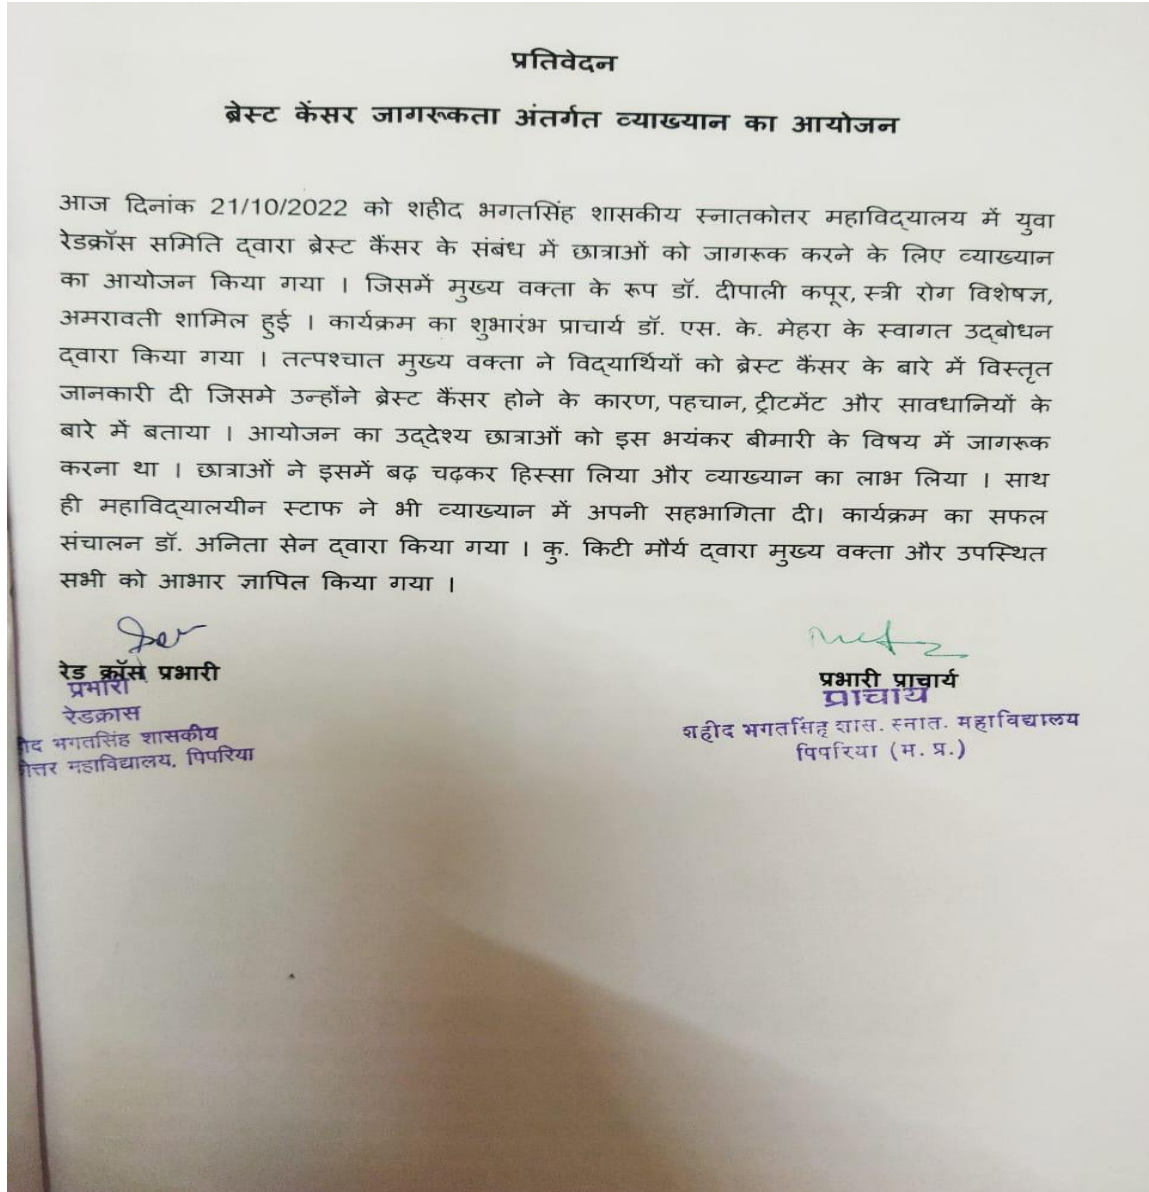 प्रतिवेदन
ब्रेस्ट केंसर जागरूकता अंतर्गत व्याख्यान का आयोजन
आज दिनांक 21/10/2022 को शहीद भगतसिंह शासकीय स्नातकोतर महाविद्यालय में युवा
रेडक्रॉस समिति द्वारा ब्रेस्ट कैंसर के संबंध में छात्राओं को जागरूक करने के लिए व्याख्यान
का आयोजन किया गया । जिसमें मुख्य वक्ता के रूप डॉ. दीपाली कपूर, स्त्री रोग विशेषज्ञ,
अमरावती शामिल हुई । कार्यक्रम का शुभारंभ प्राचार्य डॉ. एस. के. मेहरा के स्वागत उद्बोधन
द्वारा किया गया । तत्पश्चात मुख्य वक्ता ने विद्यार्थियों को ब्रेस्ट कैंसर के बारे में विस्तृत
जानकारी दी जिसमे उन्होंने ब्रेस्ट कैंसर होने के कारण, पहचान, ट्रीटमेंट और सावधानियों के
बारे में बताया । आयोजन का उद्देश्य छात्राओं को इस भयंकर बीमारी के विषय में जागरूक
करना था । छात्राओं ने इसमें बढ़ चढ़कर हिस्सा लिया और व्याख्यान का लाभ लिया । साथ
ही महाविद्यालयीन स्टाफ ने भी व्याख्यान में अपनी सहभागिता दी। कार्यक्रम का सफल
संचालन डॉ. अनिता सेन द्वारा किया गया । कु. किटी मौर्य द्वारा मुख्य वक्ता और उपस्थित
सभी को आभार ज्ञापित किया गया ।
रेड क्रॉस प्रभारी
प्रभारी
रेडक्रास
भगतसिंह शासकीय
महाविद्यालय, पिपरिया
प्रभारी प्राचार्य
प्राचार्य
शहीद भगतसिंह शास. स्नात. महाविद्यालय
पिपरिया (म. प्र.)